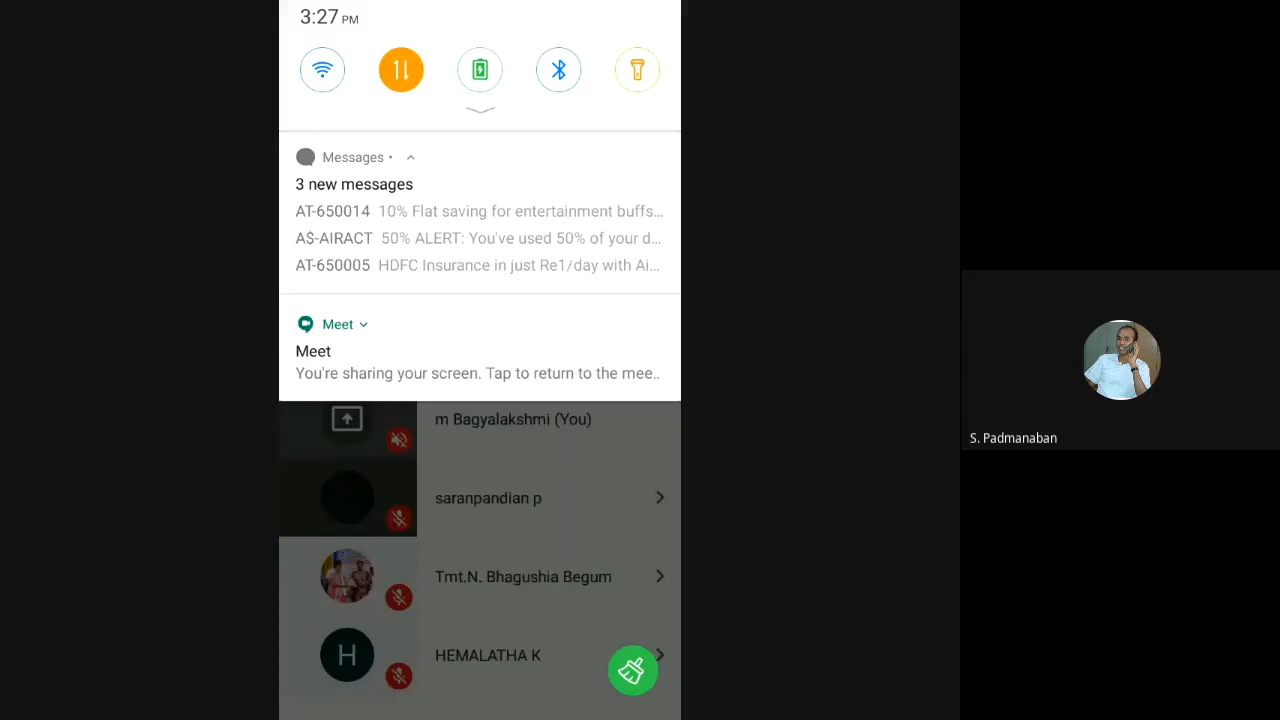 3:27 PM
Messages •
3 new messages
AT-650014 10% Flat saving for entertainment buffs...
A$-AIRACT 50% ALERT: You've used 50% of your d...
AT-650005 HDFC Insurance in just Re1/day with Ai...
Meet
Meet
You're sharing your screen. Tap to return to the mee..
m Bagyalakshmi (You)
saranpandian p
Tmt.N. Bhagushia Begum
H HEMALATHA K
S. Padmanaban